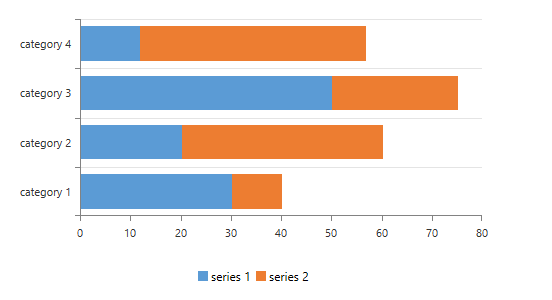 category 4
category 3
category 2
category 1
0 10 20 30 40 50 60 70 80
series 1 series 2